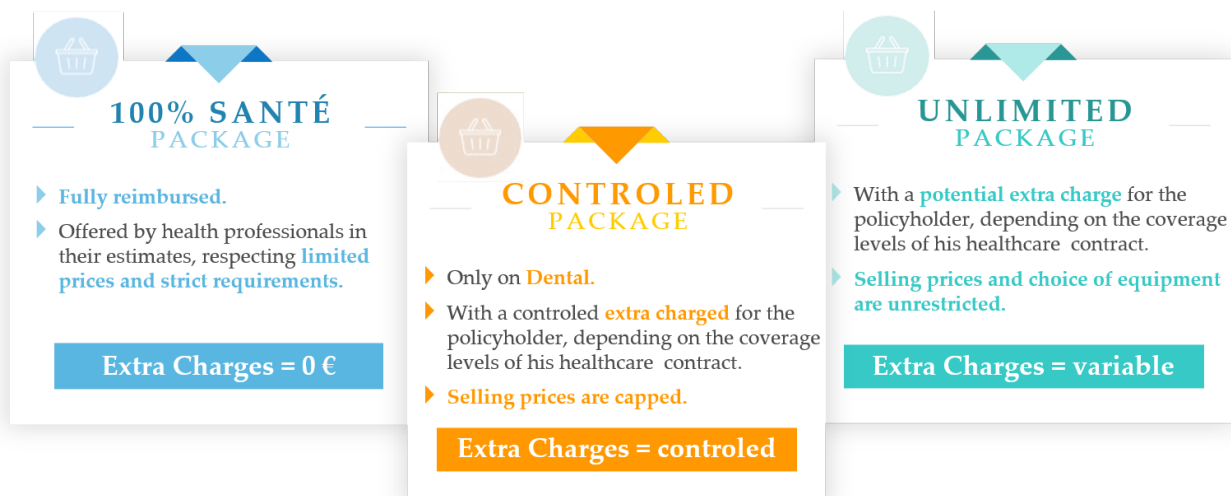 100% SANTÉ
PACKAGE
Fully reimbursed.
Offered by health professionals in
their estimates, respecting limited
prices and strict requirements.
Extra Charges = 0 €
CONTROLED
PACKAGE
Only on Dental.
With a controled extra charged for the
policyholder, depending on the coverage
levels of his healthcare contract.
Selling prices are capped.
Extra Charges = controled
UNLIMITED
PACKAGE
With a potential extra charge for the
policyholder, depending on the coverage
levels of his healthcare contract.
Selling prices and choice of equipment
are unrestricted.
Extra Charges = variable